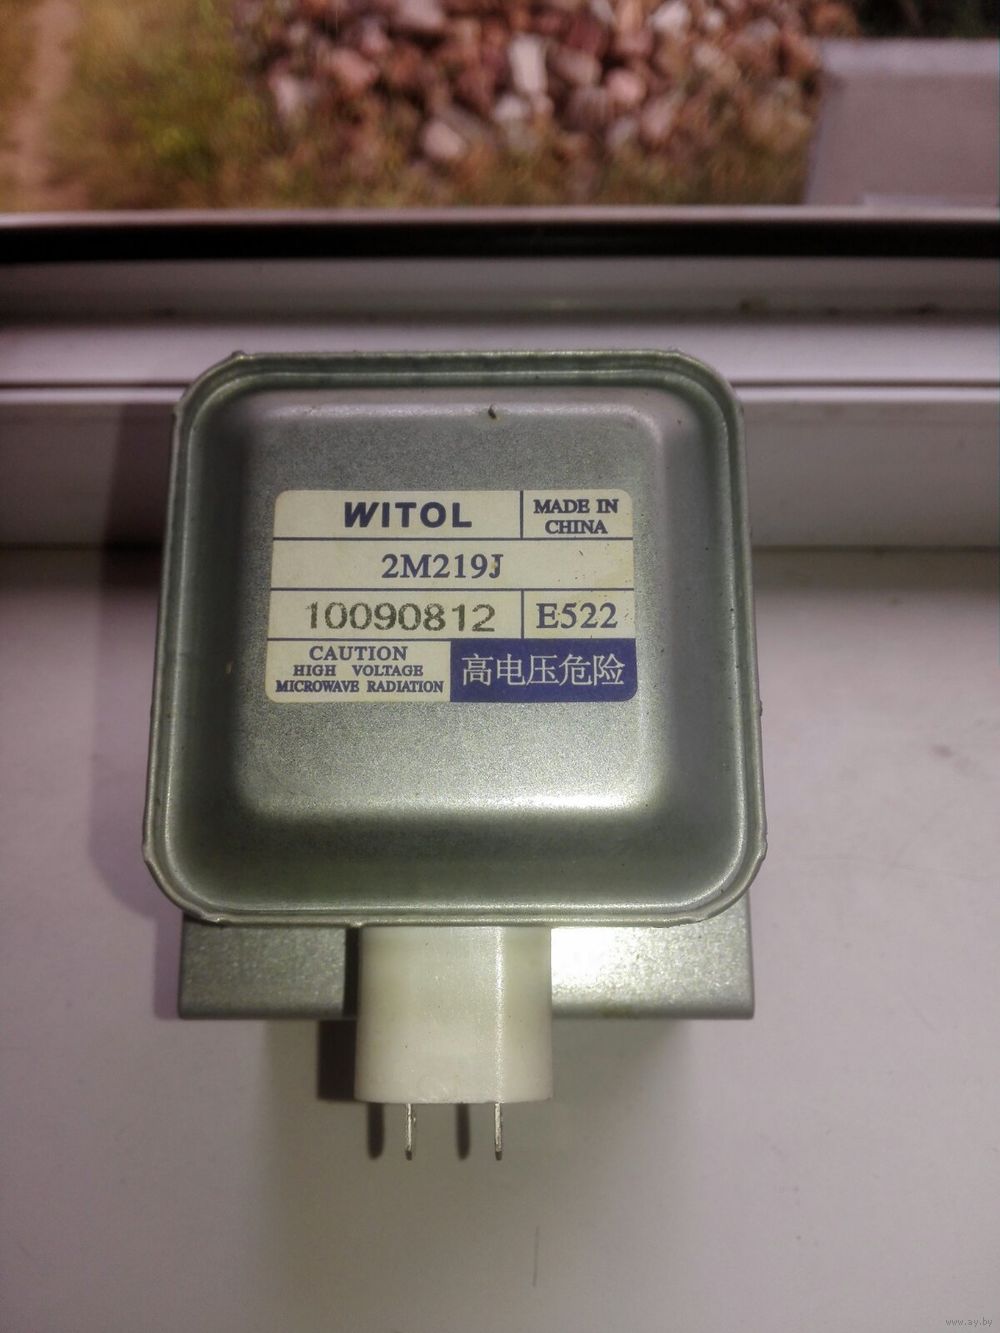 WITOL
MADE IN
CHINA
2M219J
10090812
E522
CAUTION
HIGH VOLTAGE
MICROWAVE RADIATION
高电压危险
www.ay.by